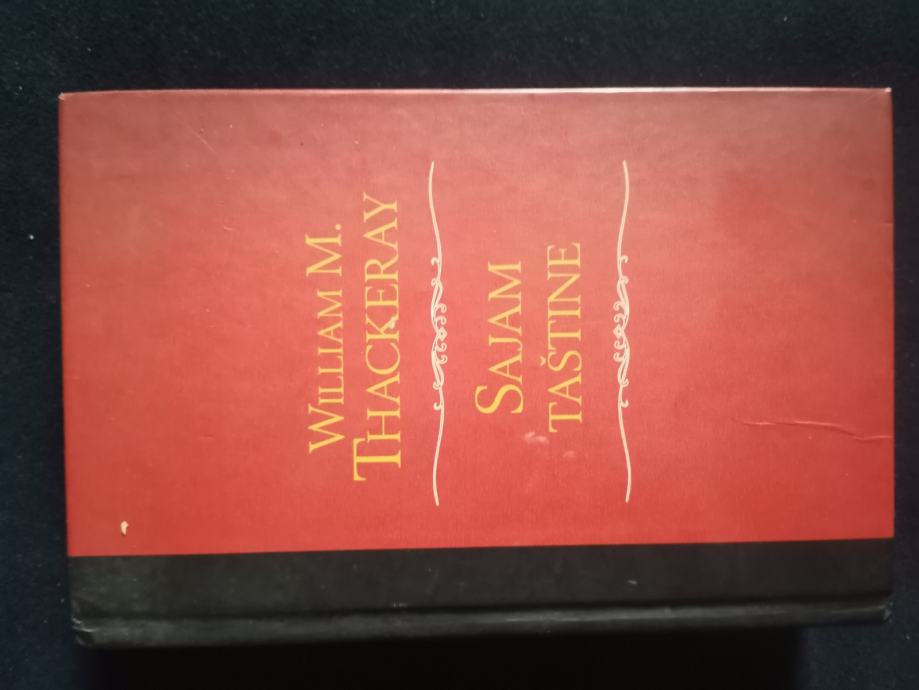 WILLIAM M.
THACKERAY
SAJAM
TAŠTINE